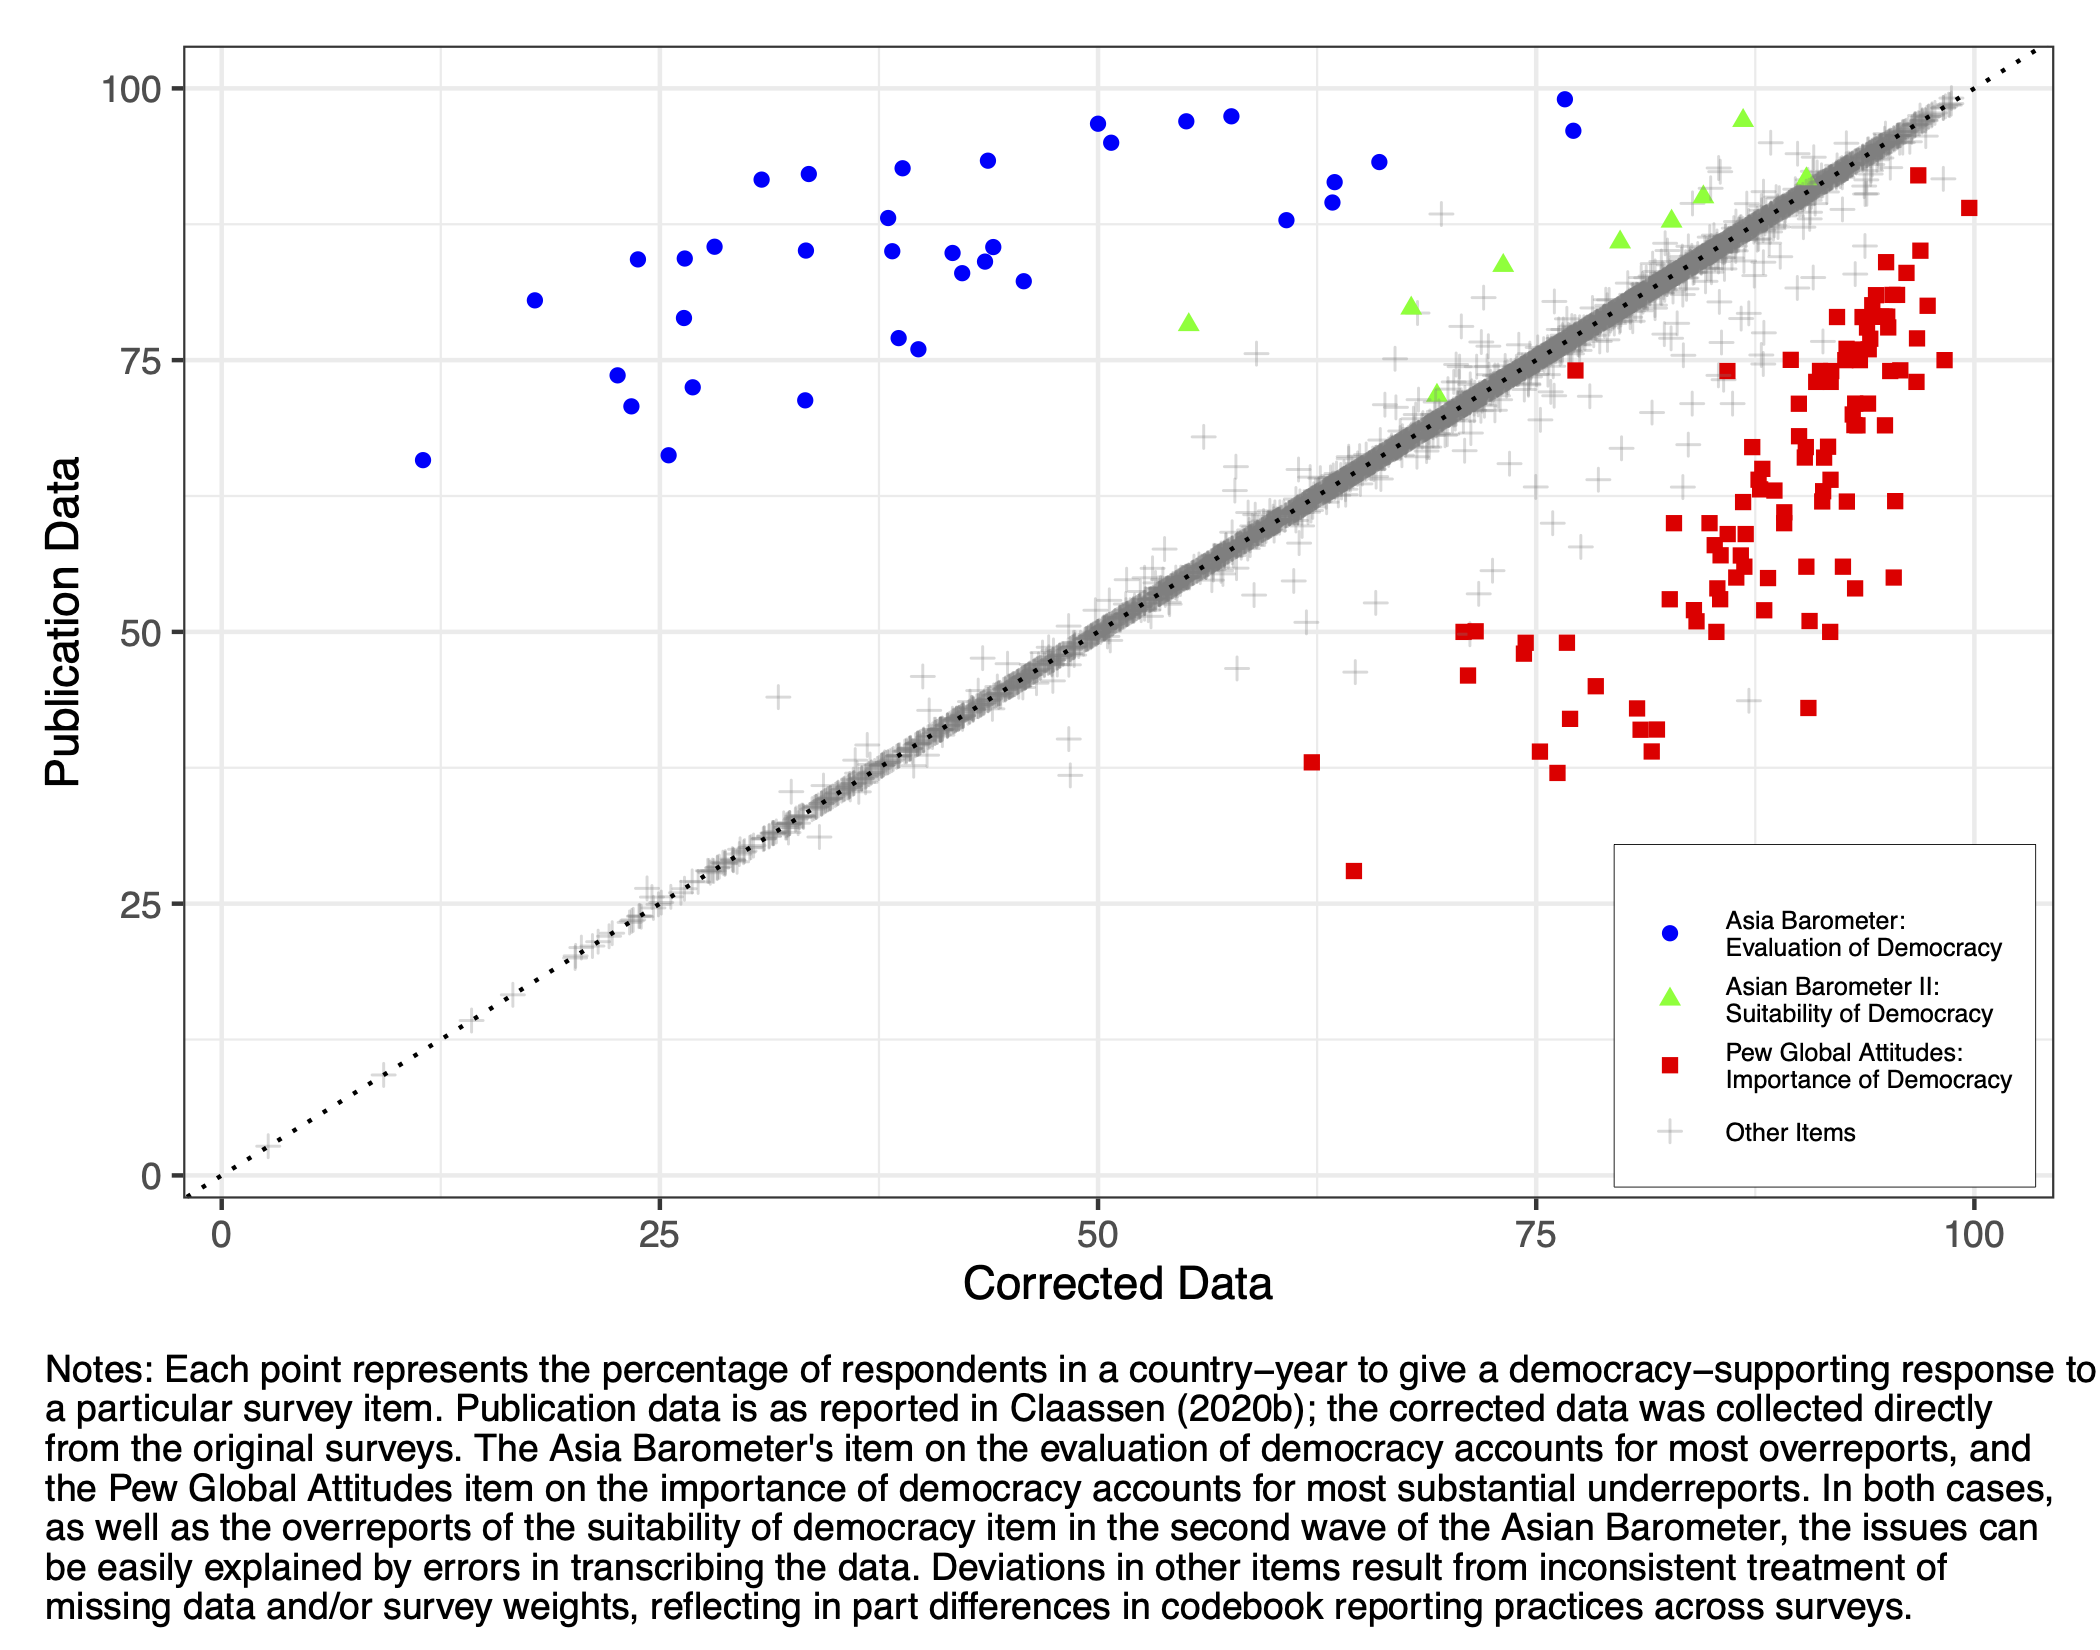 100
75
50
25
0
Publication Data
0 25 50 75 100
Corrected Data
Asia Barometer:
Evaluation of Democracy
Asian Barometer II:
Suitability of Democracy
Pew Global Attitudes:
Importance of Democracy
Other Items
Notes: Each point represents the percentage of respondents in a country−year to give a democracy−supporting response to
a particular survey item. Publication data is as reported in Claassen (2020b); the corrected data was collected directly
from the original surveys. The Asia Barometer's item on the evaluation of democracy accounts for most overreports, and
the Pew Global Attitudes item on the importance of democracy accounts for most substantial underreports. In both cases,
as well as the overreports of the suitability of democracy item in the second wave of the Asian Barometer, the issues can
be easily explained by errors in transcribing the data. Deviations in other items result from inconsistent treatment of
missing data and/or survey weights, reflecting in part differences in codebook reporting practices across surveys.